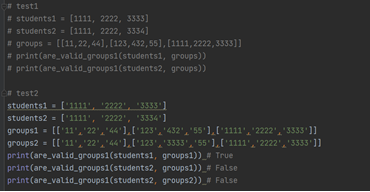 # test1
# students1 = [1111, 2222, 3333]
# students2 = [1111, 2222, 3334]
# groups = [[11,22,44],[123,432,55],[1111,2222,3333]]
# print(are_valid_groups1(students1, groups))
# print(are_valid_groups1(students2, groups))
# test2
students1 = ['1111', '2222', '3333']
students2 = ['1111', '2222', '3334']
groups1 = [['11','22','44'],['123','432','55'],['1111','2222','3333']]
groups2 = [['11','22','44'],['123','3333','55'],['1111','2222','3333']]
print(are_valid_groups1(students1, groups1)) # True
print(are_valid_groups1(students2, groups1)) # False
print(are_valid_groups1(students2, groups2)) # False